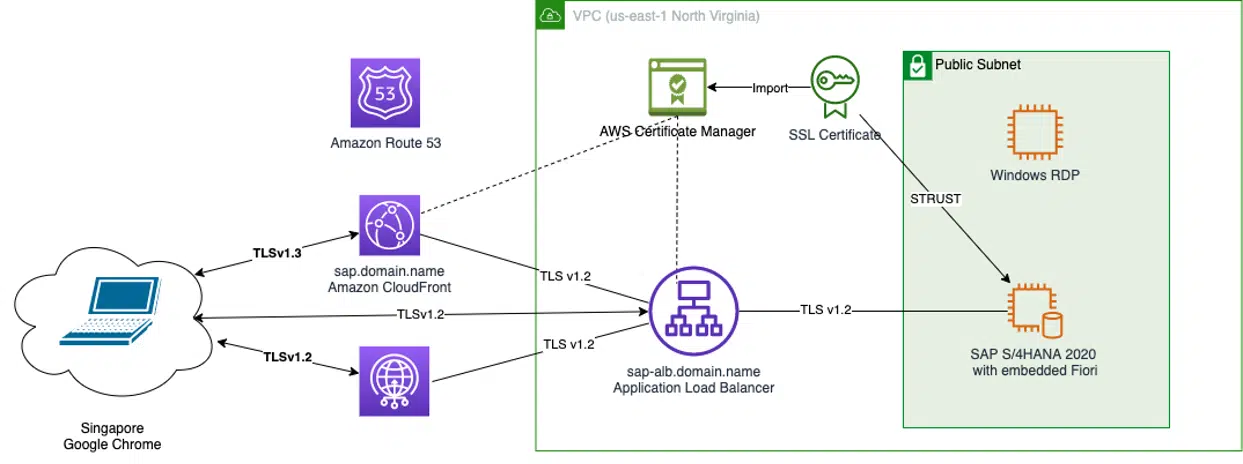 VPC (us-east-1 North Virginia)
Public Subnet
53
Amazon Route 53
Import
AWS Certificate Manager
SSL Certificate
Windows RDP
STRUST
TLSv1.3
sap.domain.name
Amazon CloudFront
TLS v1.2
TLSv1.2
TLS v1.2
TLSv1.2
TLS v1.2
SAP S/4HANA 2020
with embedded Fiori
sap-alb.domain.name
Application Load Balancer
Singapore
Google Chrome